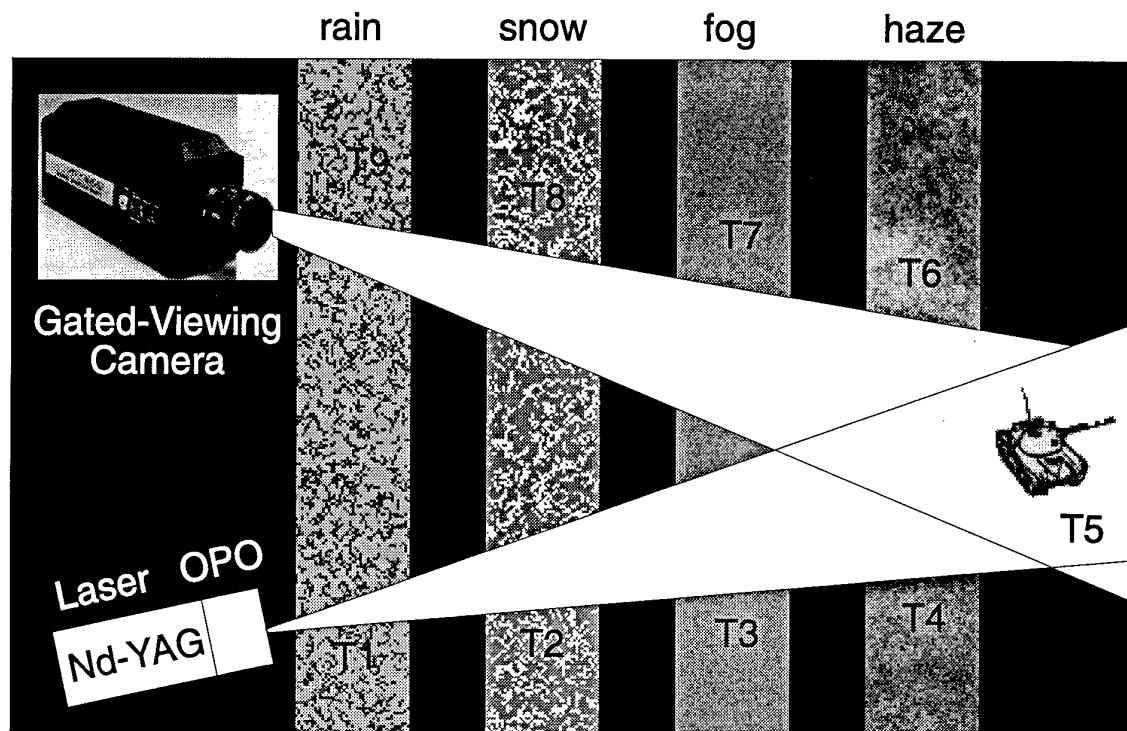 rain snow fog haze
T9
T8
T7
T6
Gated-Viewing
Camera
T5
Laser OPO
Nd-YAG
T1 T2 T3 T4